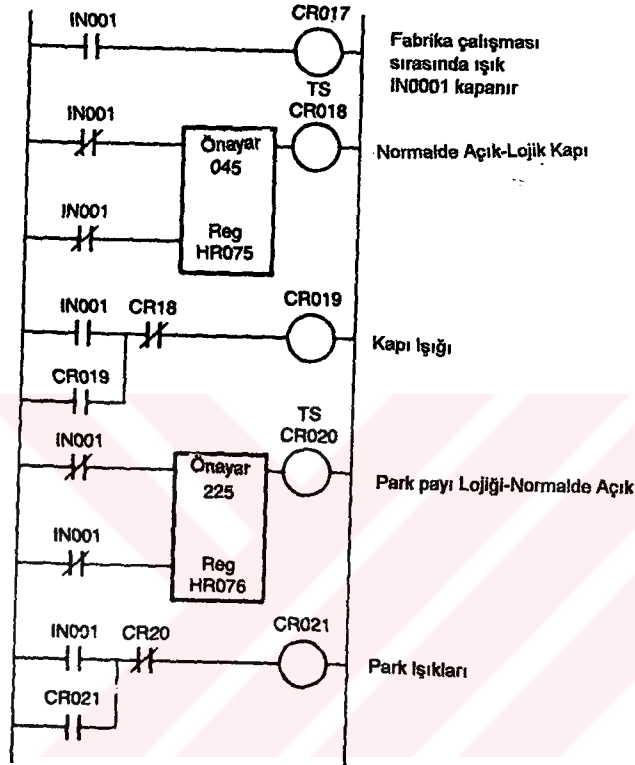 IN001
CR017
Fabrika çalışması
sırasında ışık
IN0001 kapanır
TS
CR018
IN001
Önayar
045
Normalde Açık-Lojik Kapı
IN001
Reg
HR075
IN001
CR18
CR019
Kapı Işığı
CR019
TS
CR020
IN001
Önayar
225
Park payı Lojiği-Normalde Açık
IN001
Reg
HR076
IN001
CR20
CR021
Park Işıkları
CR021